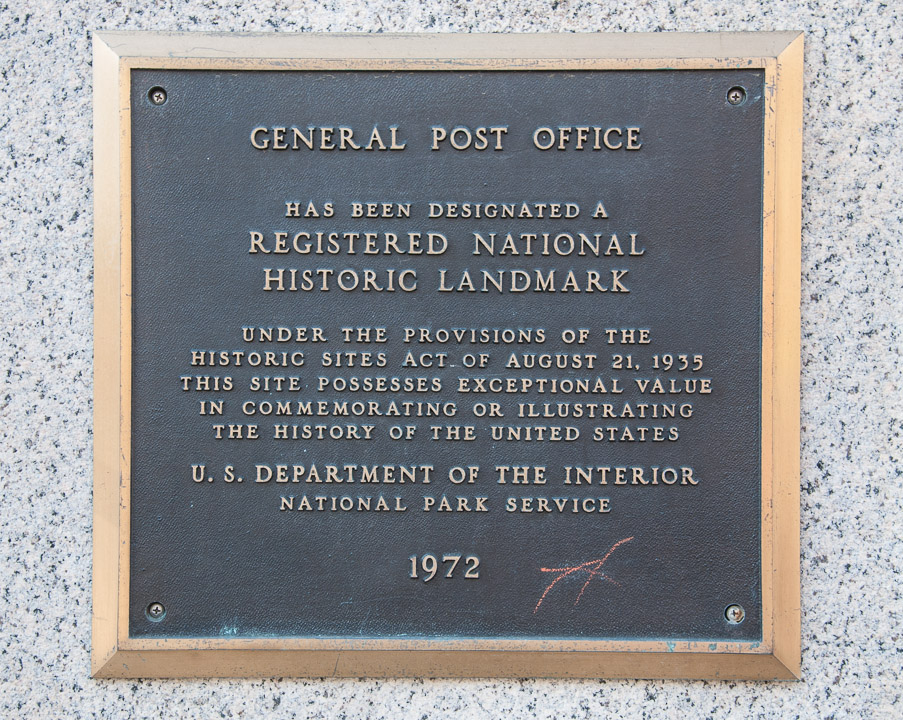 GENERAL POST OFFICE
HAS BEEN DESIGNATED A
REGISTERED NATIONAL
HISTORIC LANDMARK
UNDER THE PROVISIONS OF THE
HISTORIC SITES ACT OF AUGUST 21, 1935
THIS SITE POSSESSES EXCEPTIONAL VALUE
IN COMMEMORATING OR ILLUSTRATING
THE HISTORY OF THE UNITED STATES
U. S. DEPARTMENT OF THE INTERIOR
NATIONAL PARK SERVICE
1972